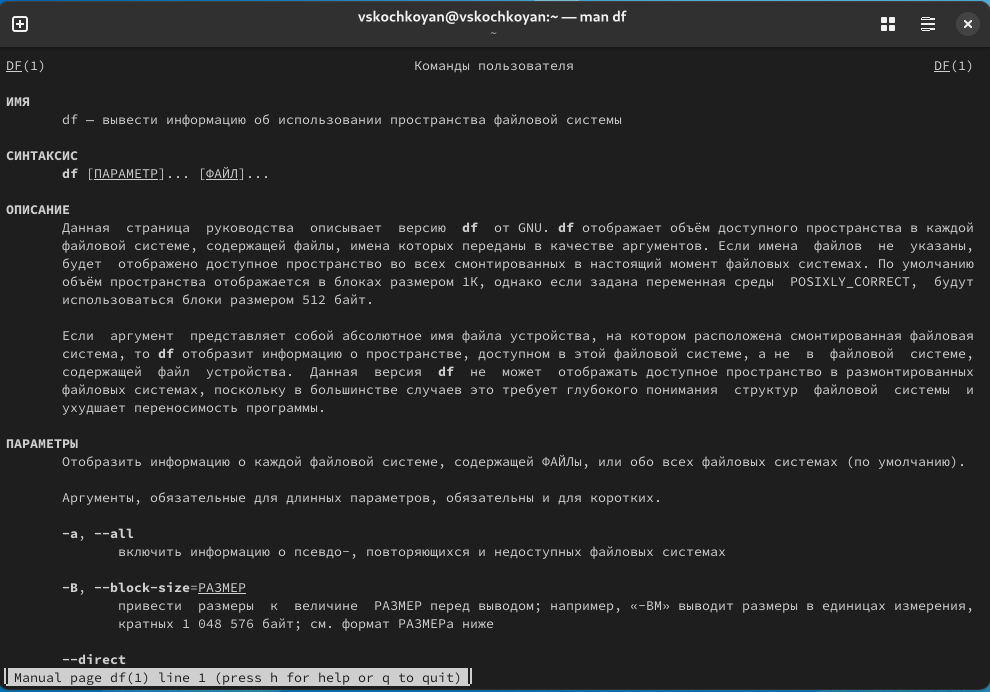 vskochkoyan@vskochkoyan:~ — man df
~
DF(1) Команды пользователя DF(1)
ИМЯ
df — вывести информацию об использовании пространства файловой системы
СИНТАКСИС
df [ПАРАМЕТР]... [ФАЙЛ]...
ОПИСАНИЕ
Данная страница руководства описывает версию df от GNU. df отображает объём доступного пространства в каждой
файловой системе, содержащей файлы, имена которых переданы в качестве аргументов. Если имена файлов не указаны,
будет отображено доступное пространство во всех смонтированных в настоящий момент файловых системах. По умолчанию
объём пространства отображается в блоках размером 1K, однако если задана переменная среды POSIXLY_CORRECT, будут
использоваться блоки размером 512 байт.
Если аргумент представляет собой абсолютное имя файла устройства, на котором расположена смонтированная файловая
система, то df отобразит информацию о пространстве, доступном в этой файловой системе, а не в файловой системе,
содержащей файл устройства. Данная версия df не может отображать доступное пространство в размонтированных
файловых системах, поскольку в большинстве случаев это требует глубокого понимания структур файловой системы и
ухудшает переносимость программы.
ПАРАМЕТРЫ
Отобразить информацию о каждой файловой системе, содержащей ФАЙЛы, или обо всех файловых системах (по умолчанию).
Аргументы, обязательные для длинных параметров, обязательны и для коротких.
-a, --all
включить информацию о псевдо-, повторяющихся и недоступных файловых системах
-B, --block-size=РАЗМЕР
привести размеры к величине РАЗМЕР перед выводом; например, «-BM» выводит размеры в единицах измерения,
кратных 1 048 576 байт; см. формат РАЗМЕРа ниже
--direct
Manual page df(1) line 1 (press h for help or q to quit)